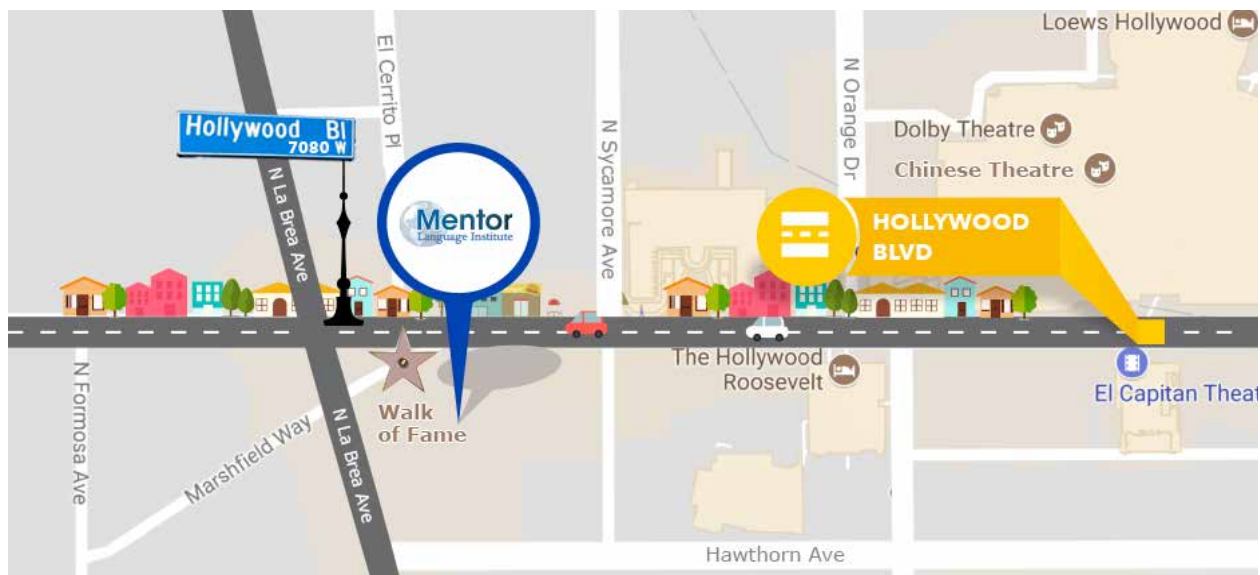 Loews Hollywood
El Cerrito Pl
N Orange Dr
Hollywood Bl
7080 W
N Sycamore Ave
Dolby Theatre
Chinese Theatre
N La Brea Ave
Mentor
Language Institute
HOLLYWOOD
BLVD
The Hollywood
Roosevelt
El Capitan Theat
N Formosa Ave
Walk
of Fame
Marshfield Way
N La Brea Ave
Hawthorn Ave